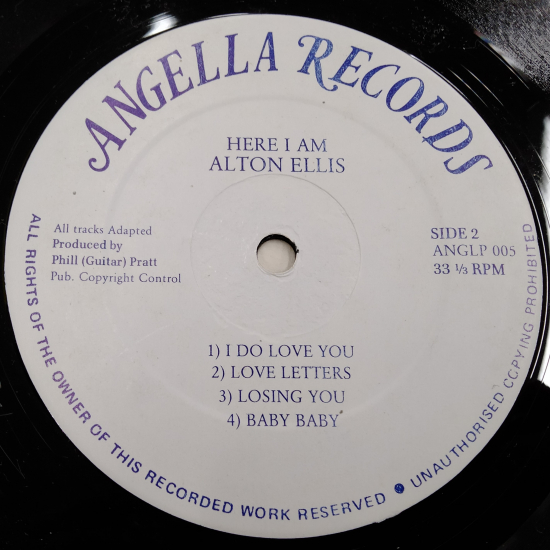 ANGELLA RECORDS
HERE I AM
ALTON ELLIS
All tracks Adapted
Produced by
Phill (Guitar) Pratt
Pub. Copyright Control
SIDE 2
ANGLP 005
33 ⅓ RPM
1) I DO LOVE YOU
2) LOVE LETTERS
3) LOSING YOU
4) BABY BABY
ALL RIGHTS OF THE OWNER OF THIS RECORDED WORK RESERVED ● UNAUTHORISED COPYING PROHIBITED